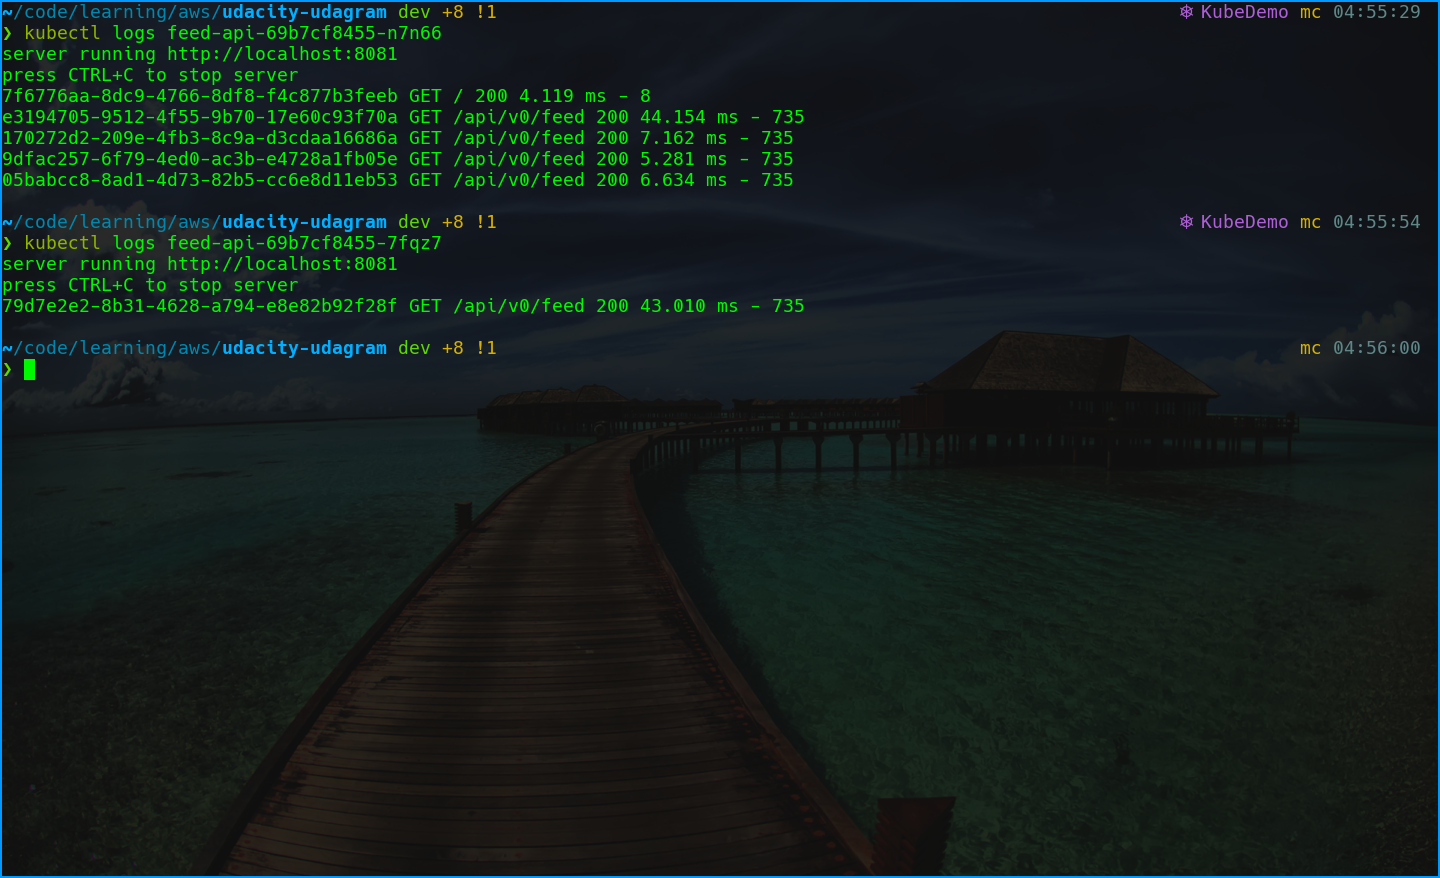 ~/code/learning/aws/udacity-udagram dev +8 !1 ⎈ KubeDemo mc 04:55:29
❯ kubectl logs feed-api-69b7cf8455-n7n66
server running http://localhost:8081
press CTRL+C to stop server
7f6776aa-8dc9-4766-8df8-f4c877b3feeb GET / 200 4.119 ms - 8
e3194705-9512-4f55-9b70-17e60c93f70a GET /api/v0/feed 200 44.154 ms - 735
170272d2-209e-4fb3-8c9a-d3cdaa16686a GET /api/v0/feed 200 7.162 ms - 735
9dfac257-6f79-4ed0-ac3b-e4728a1fb05e GET /api/v0/feed 200 5.281 ms - 735
05babcc8-8ad1-4d73-82b5-cc6e8d11eb53 GET /api/v0/feed 200 6.634 ms - 735
~/code/learning/aws/udacity-udagram dev +8 !1 ⎈ KubeDemo mc 04:55:54
❯ kubectl logs feed-api-69b7cf8455-7fqz7
server running http://localhost:8081
press CTRL+C to stop server
79d7e2e2-8b31-4628-a794-e8e82b92f28f GET /api/v0/feed 200 43.010 ms - 735
~/code/learning/aws/udacity-udagram dev +8 !1 mc 04:56:00
❯